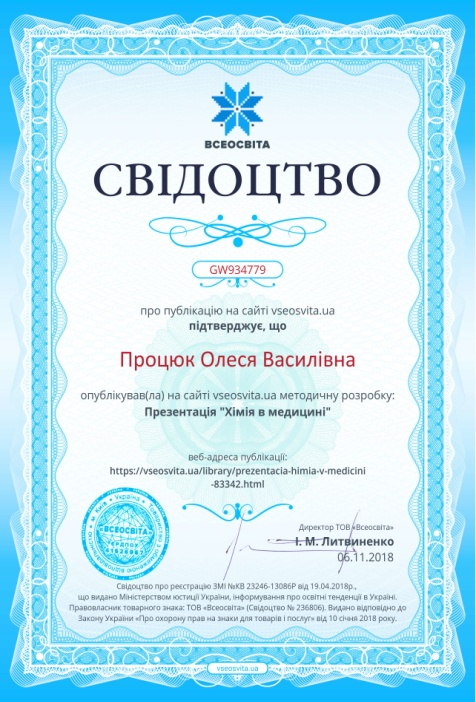 ВСЕОСВІТА
СВІДОЦТВО
GW934779
про публікацію на сайті vseosvita.ua
підтверджує, що
Процюк Олеся Василівна
опублікував(ла) на сайті vseosvita.ua методичну розробку:
Презентація "Хімія в медицині"
веб-адреса публікації:
https://vseosvita.ua/library/prezentacia-himia-v-medicini
-83342.html
ВСЕОСВІТА
Директор ТОВ «Всеосвіта»
І. М. Литвиненко
06.11.2018
Свідоцтво про реєстрацію ЗМІ №КВ 23246-13086Р від 19.04.2018р.,
що видано Міністерством юстиції України, інформування про освітні тенденції в Україні.
Правовласник товарного знака: ТОВ «Всеосвіта» (Свідоцтво № 236806). Видано відповідно до
Закону України «Про охорону прав на знаки для товарів і послуг» від 10 січня 2018 року.
vseosvita.ua